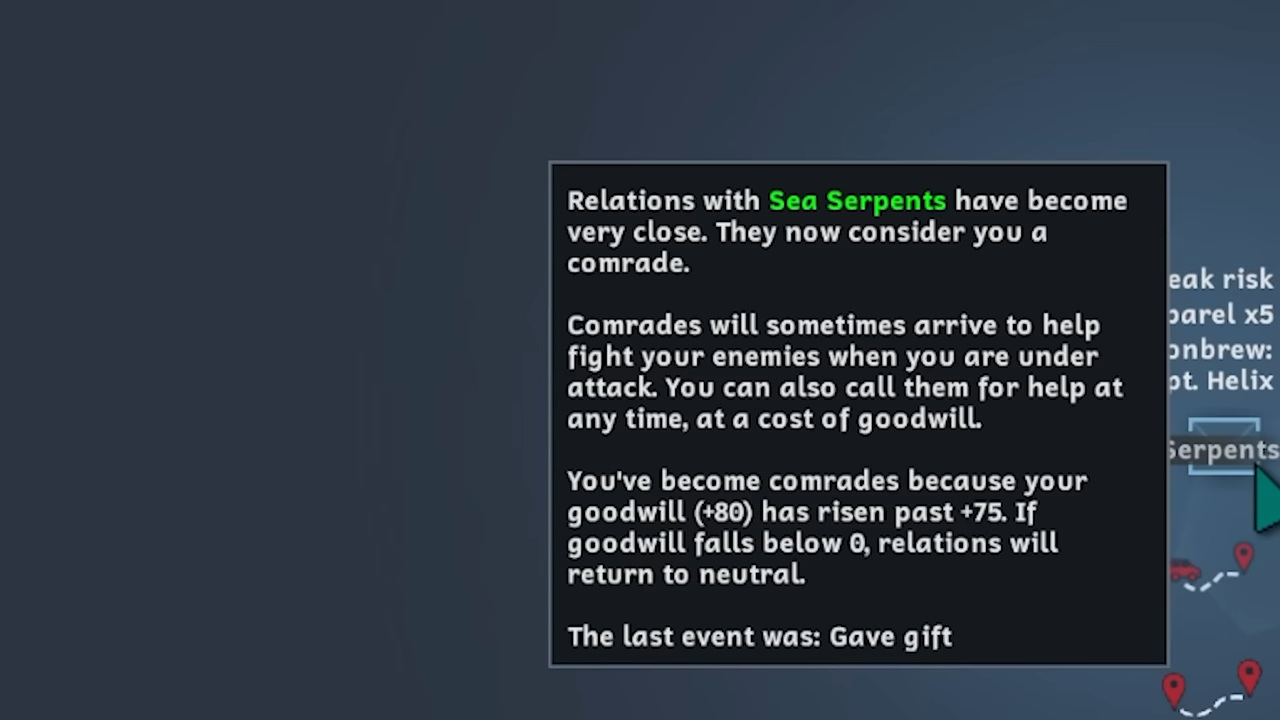 Relations with Sea Serpents have become
very close. They now consider you a
comrade.
Comrades will sometimes arrive to help
fight your enemies when you are under
attack. You can also call them for help at
any time, at a cost of goodwill.
You've become comrades because your
goodwill (+80) has risen past +75. If
goodwill falls below 0, relations will
return to neutral.
The last event was: Gave gift
eak risk
parel x5
onbrew:
pt. Helix
Serpents